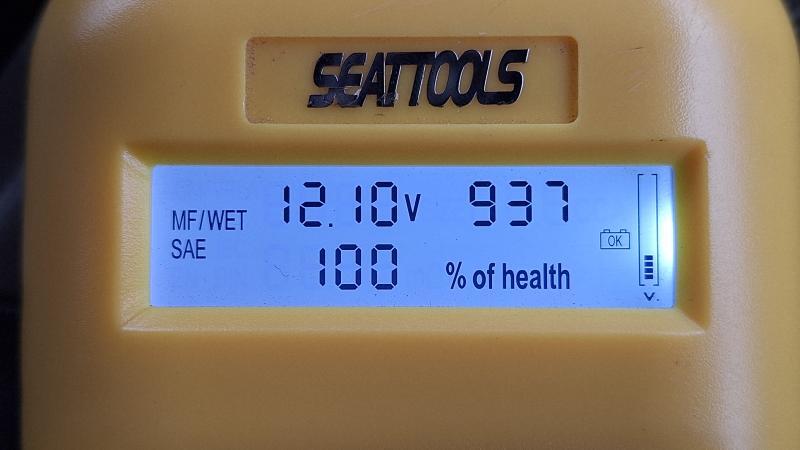 SEATTOOLS
MF/WET 12.10V 937
SAE 100 % of health
OK
V.